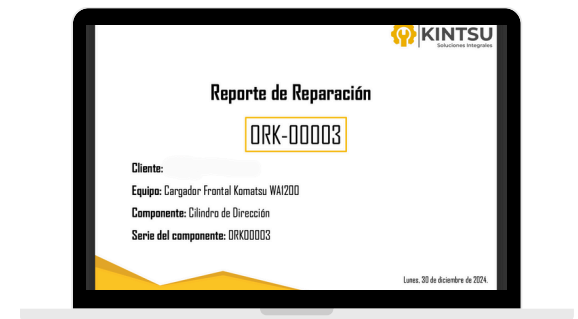 KINTSU
Soluciones Integrales
Reporte de Reparación
ORK-00003
Cliente:
Equipo: Cargador Frontal Komatsu WA1200
Componente: Cilindro de Dirección
Serie del componente: ORK00003
Lunes, 30 de diciembre de 2024.